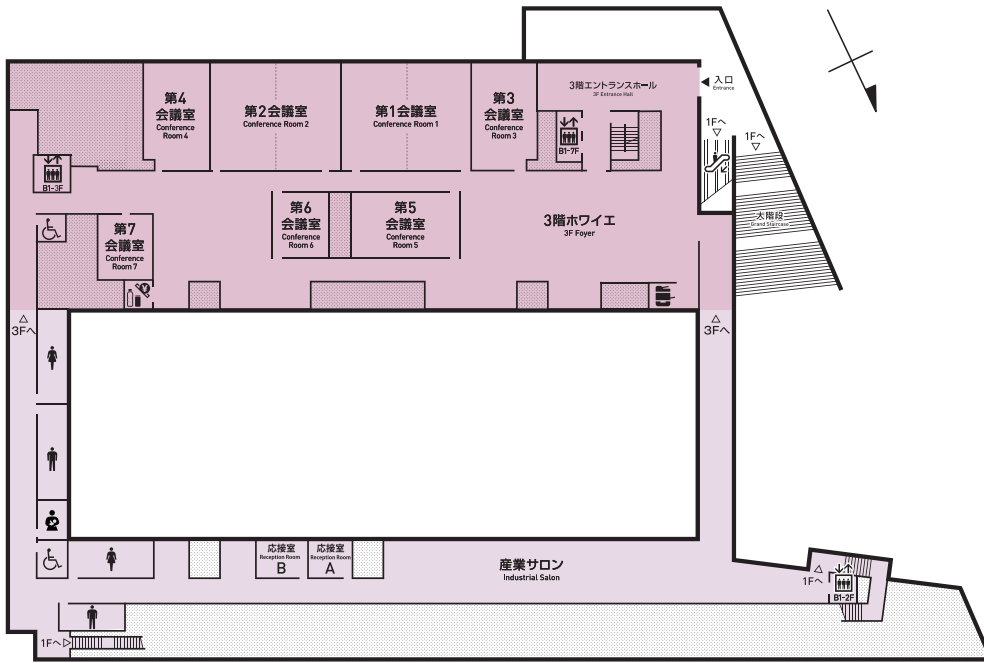 第4
会議室
Conference
Room 4
第2会議室
Conference Room 2
第1会議室
Conference Room 1
第3
会議室
Conference
Room 3
3階エントランスホール
3F Entrance Hall
入口
Entrance
B1-7F
1Fへ
1Fへ
B1-3F
第7
会議室
Conference
Room 7
第6
会議室
Conference
Room 6
第5
会議室
Conference
Room 5
3階ホワイエ
3F Foyer
大階段
Grand Staircase
¥
3Fへ
3Fへ
応接室
Reception Room
B
応接室
Reception Room
A
産業サロン
Industrial Salon
1Fへ
B1-2F
1Fへ